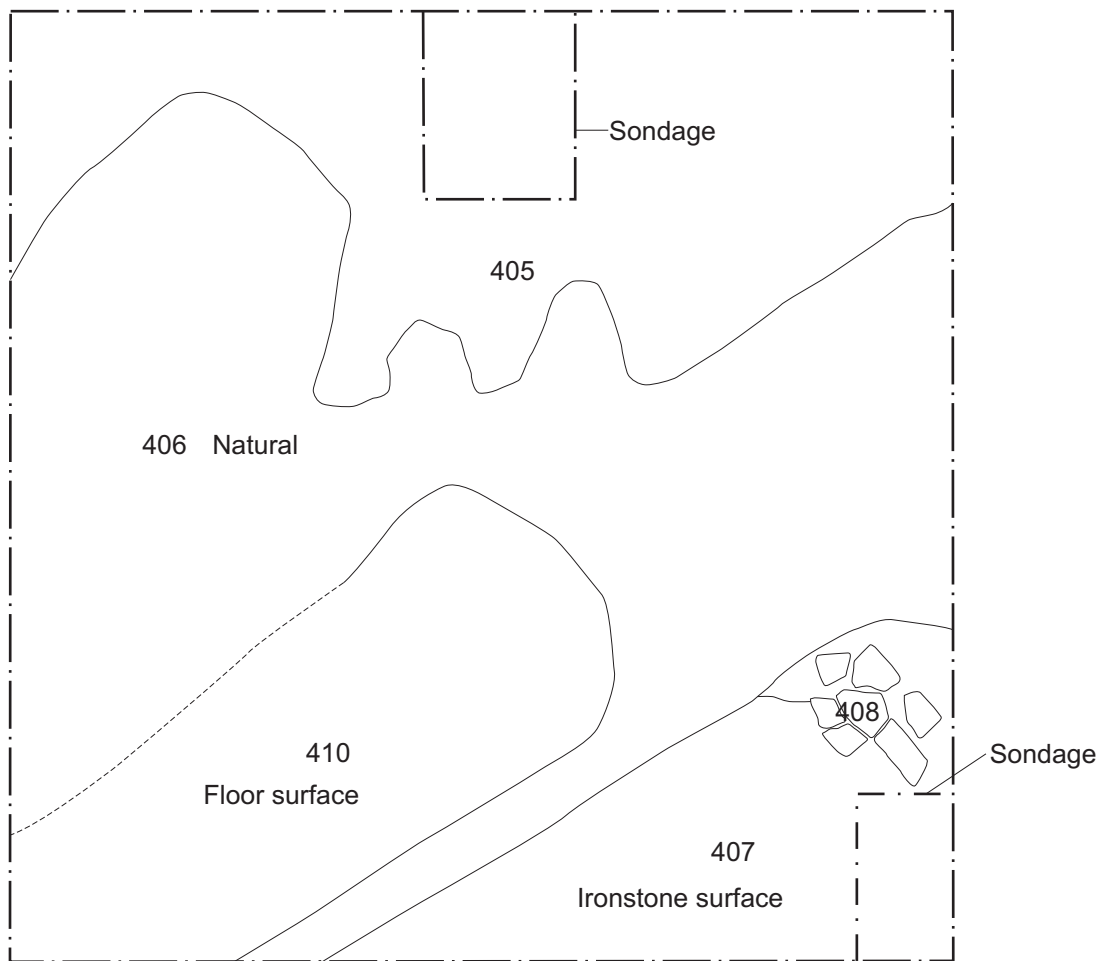 Sondage
405
406 Natural
408
410
Floor surface
Sondage
407
Ironstone surface